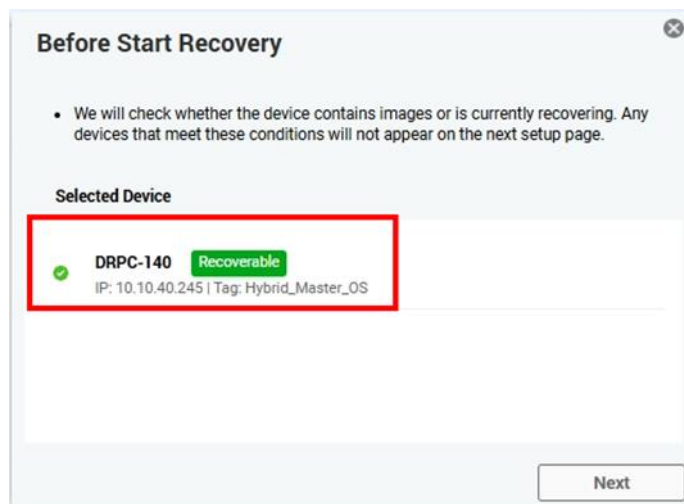 Before Start Recovery
• We will check whether the device contains images or is currently recovering. Any
devices that meet these conditions will not appear on the next setup page.
Selected Device
DRPC-140 Recoverable
IP: 10.10.40.245 | Tag: Hybrid_Master_OS
Next